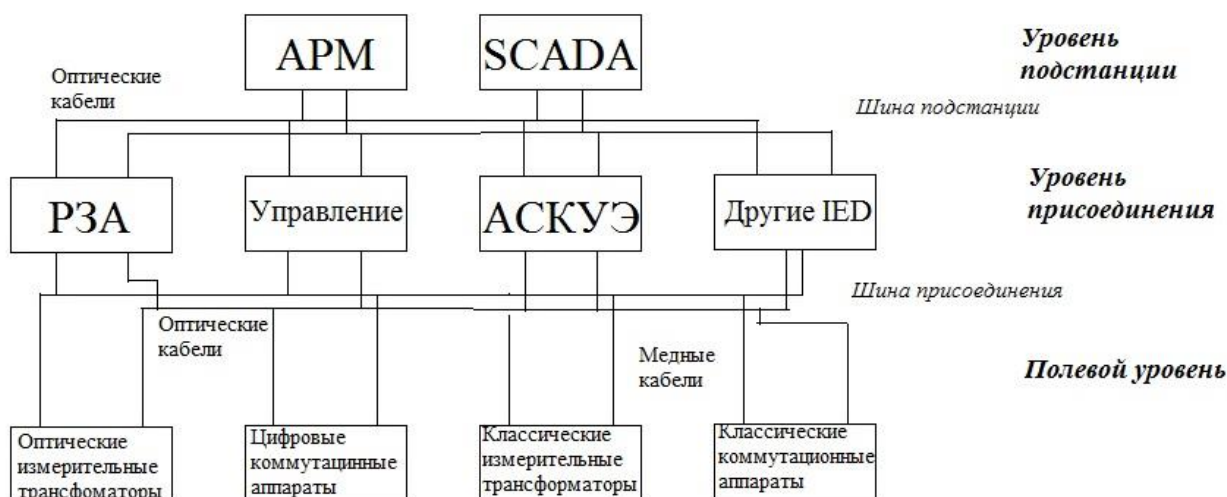 АРМ
SCADA
Уровень
подстанции
Оптические
кабели
Шина подстанции
РЗА
Управление
АСКУЭ
Другие IED
Уровень
присоединения
Шина присоединения
Оптические
кабели
Медные
кабели
Полевой уровень
Оптические
измерительные
трансфоматоры
Цифровые
коммутацинные
аппараты
Классические
измерительные
трансформаторы
Классические
коммутационные
аппараты